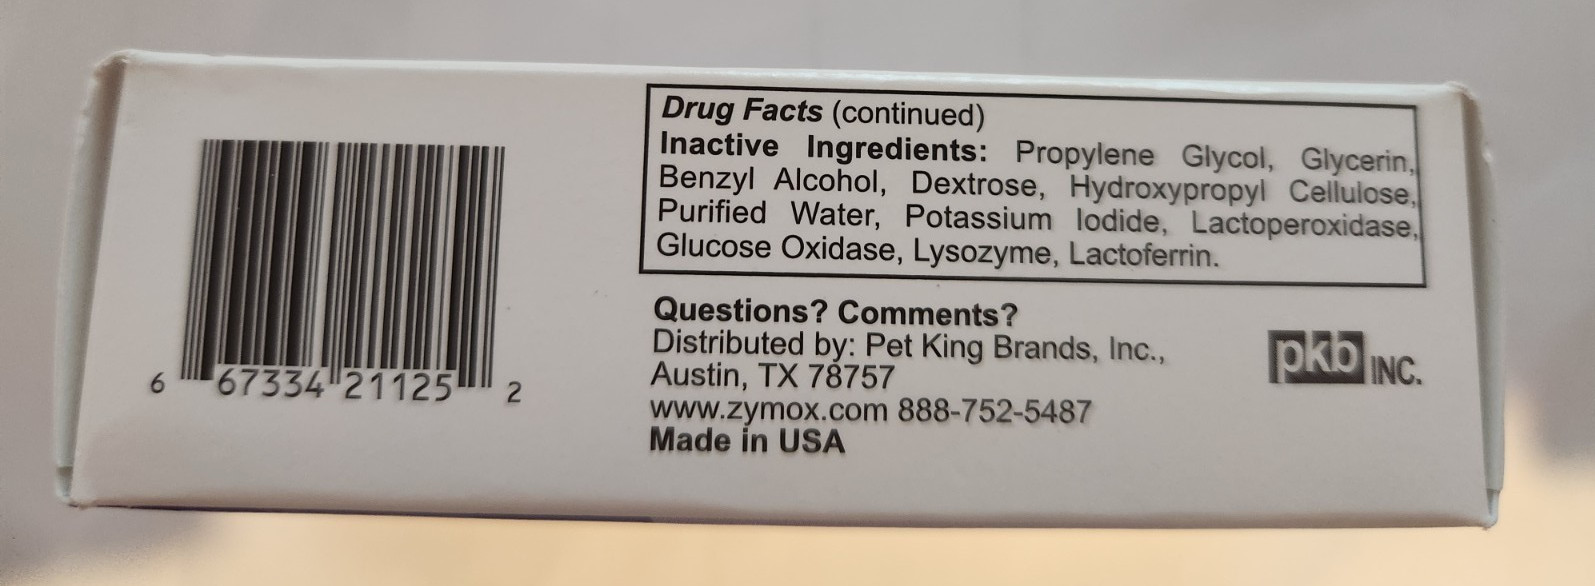 Drug Facts (continued)
Inactive Ingredients: Propylene Glycol, Glycerin,
Benzyl Alcohol, Dextrose, Hydroxypropyl Cellulose,
Purified Water, Potassium Iodide, Lactoperoxidase,
Glucose Oxidase, Lysozyme, Lactoferrin.
6 67334 21125 2
Questions? Comments?
Distributed by: Pet King Brands, Inc.,
Austin, TX 78757
www.zymox.com 888-752-5487
Made in USA
pkb INC.